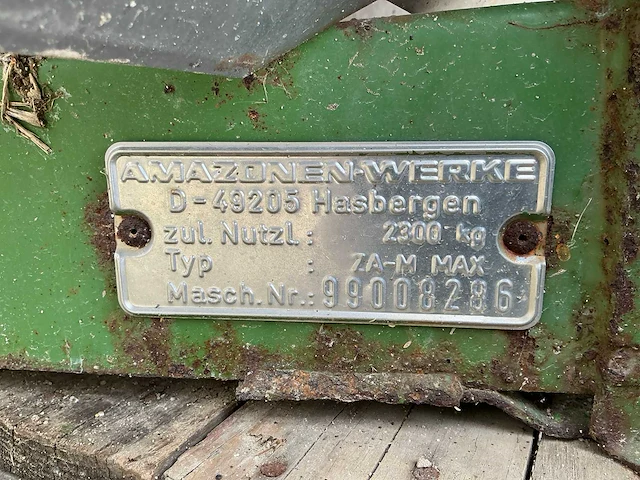 AMAZONEN-WERKE
D-49205 Hasbergen
zul. Nutzl.: 2300 kg
Typ : ZA-M MAX
Masch. Nr.: 99008286